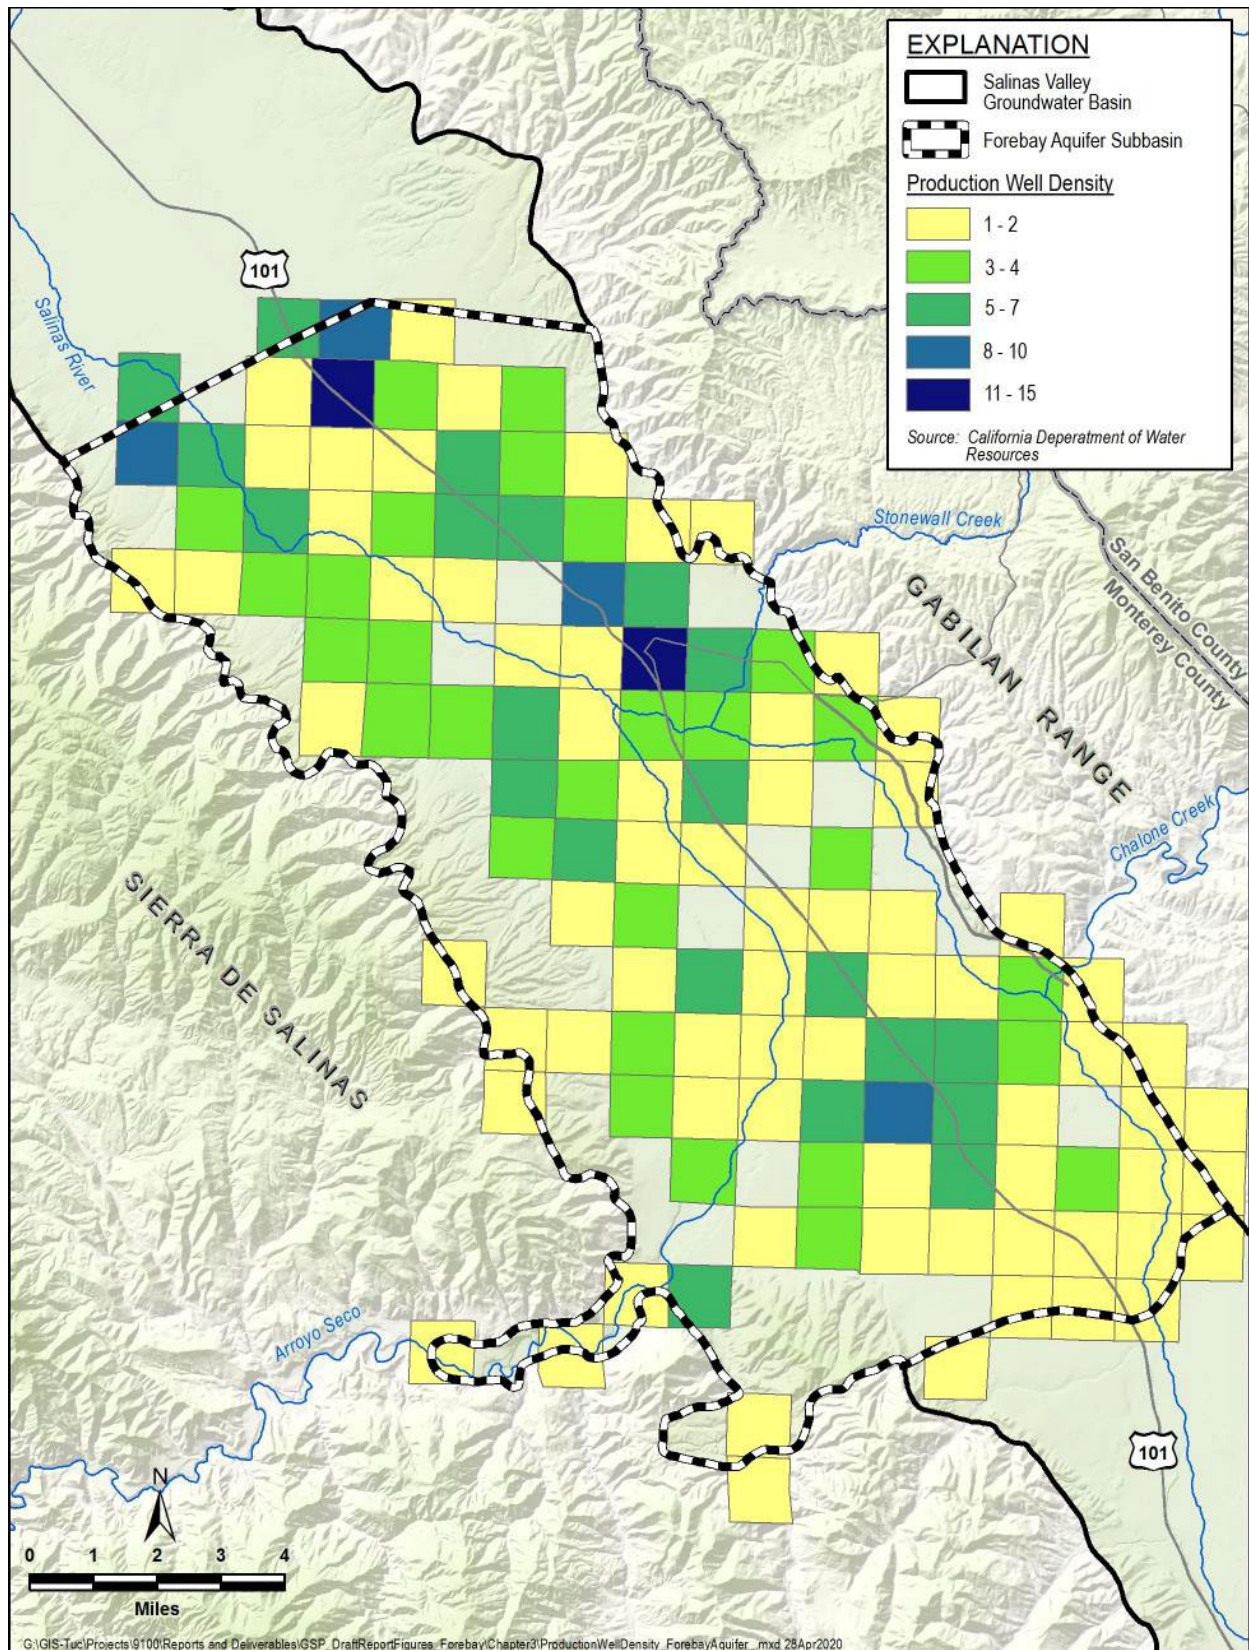 EXPLANATION
Salinas Valley
Groundwater Basin
Forebay Aquifer Subbasin
Production Well Density
1 - 2
3 - 4
5 - 7
8 - 10
11 - 15
Source: California Deperatment of Water
Resources
101
Salinas River
Stonewall Creek
San Benito County
Monterey County
GABILAN RANGE
Chalone Creek
SIERRA DE SALINAS
Arroyo Seco
101
N
0 1 2 3 4
Miles
G:\GIS-Tuc\Projects\9100\Reports and Deliverables\GSP_DraftReportFigures_Forebay\Chapter3\ProductionWellDensity_ForebayAquifer_.mxd 28Apr2020